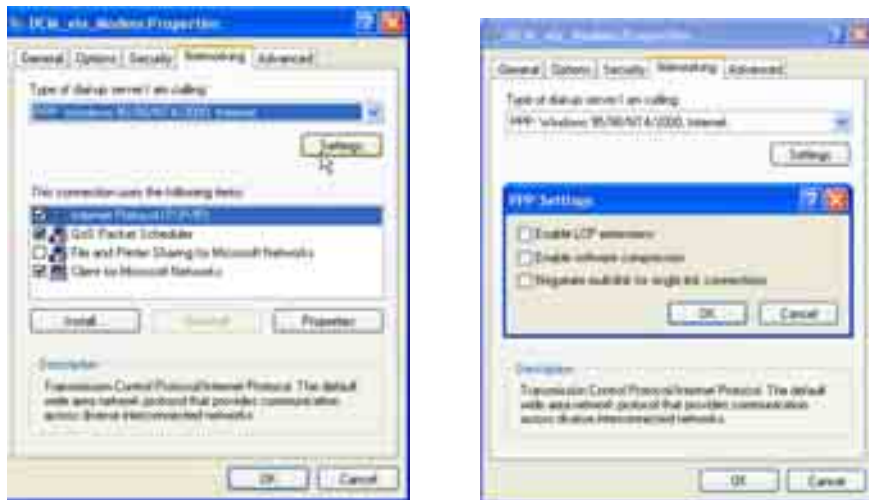 Modem Properties
General Options Security Networking Advanced
Type of dial-up server I am calling:
PPP: Windows 95/98/NT4/2000, Internet
Settings
This connection uses the following items:
Internet Protocol (TCP/IP)
QoS Packet Scheduler
File and Printer Sharing for Microsoft Networks
Client for Microsoft Networks
Install...
Uninstall
Properties
Description
Transmission Control Protocol/Internet Protocol. The default
wide area network protocol that provides communication
across diverse interconnected networks.
OK
Cancel
Modem Properties
General Options Security Networking Advanced
Type of dial-up server I am calling:
PPP: Windows 95/98/NT4/2000, Internet
Settings
PPP Settings
Enable LCP extensions
Enable software compression
Negotiate multi-link for single link connections
OK
Cancel
Description
Transmission Control Protocol/Internet Protocol. The default
wide area network protocol that provides communication
across diverse interconnected networks.
OK
Cancel